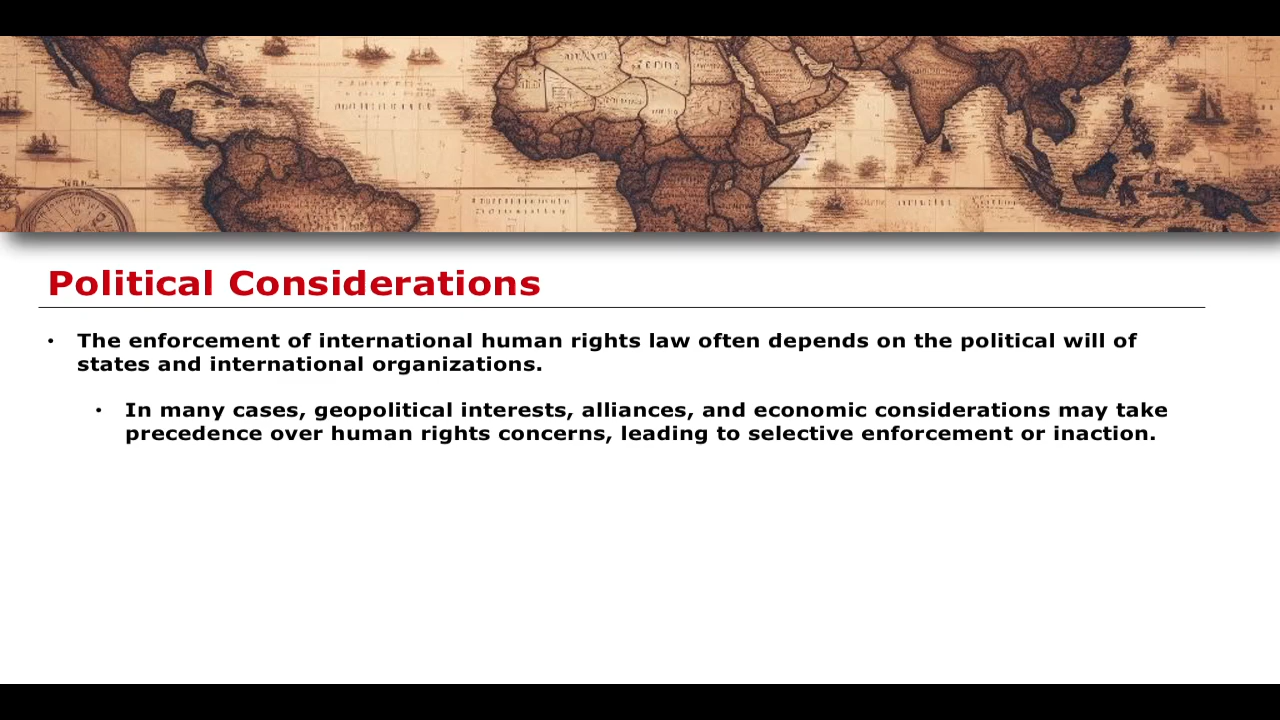 Political Considerations
• The enforcement of international human rights law often depends on the political will of
states and international organizations.
• In many cases, geopolitical interests, alliances, and economic considerations may take
precedence over human rights concerns, leading to selective enforcement or inaction.